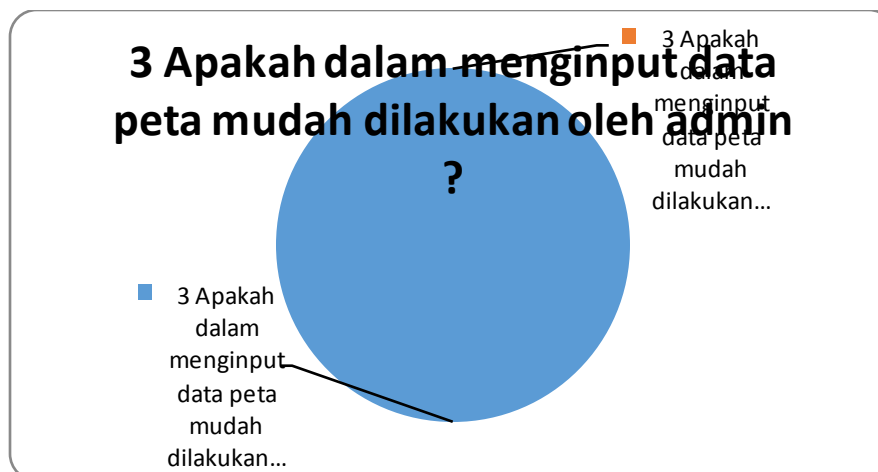 3 Apakah dalam menginput data
peta mudah dilakukan oleh admin
?
3 Apakah
dalam
menginput
data peta
mudah
dilakukan...
3 Apakah
dalam
menginput
data peta
mudah
dilakukan...